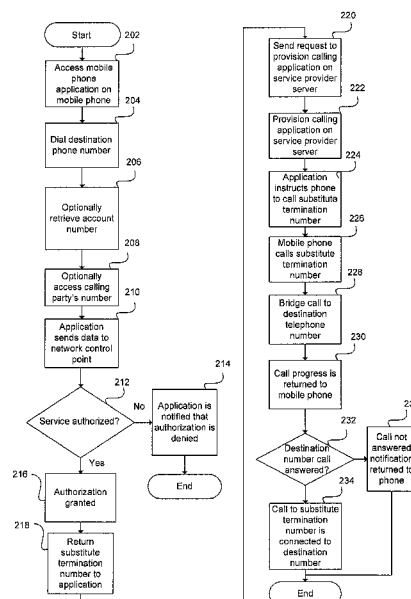 Start
202
Access mobile
phone
application on
mobile phone
204
Dial destination
phone number
206
Optionally
retrieve account
number
208
Optionally
access calling
party's number
210
Application
sends data to
network control
point
212
Service authorized?
No
214
Application is
notified that
authorization is
denied
End
Yes
216
Authorization
granted
218
Return
substitute
termination
number to
application
220
Send request to
provision calling
application on
service provider
server
222
Provision calling
application on
service provider
server
224
Application
instructs phone
to call substitute
termination
number
226
Mobile phone
calls substitute
termination
number
228
Bridge call to
destination
telephone
number
230
Call progress is
returned to
mobile phone
232
Destination
number call
answered?
Call not
answered
notification
returned to
phone
234
Call to substitute
termination
number is
connected to
destination
number
End